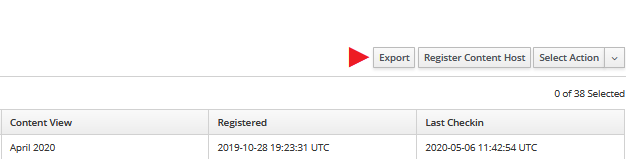 Export Register Content Host Select Action
0 of 38 Selected
Content View Registered Last Checkin
April 2020 2019-10-28 19:23:31 UTC 2020-05-06 11:42:54 UTC